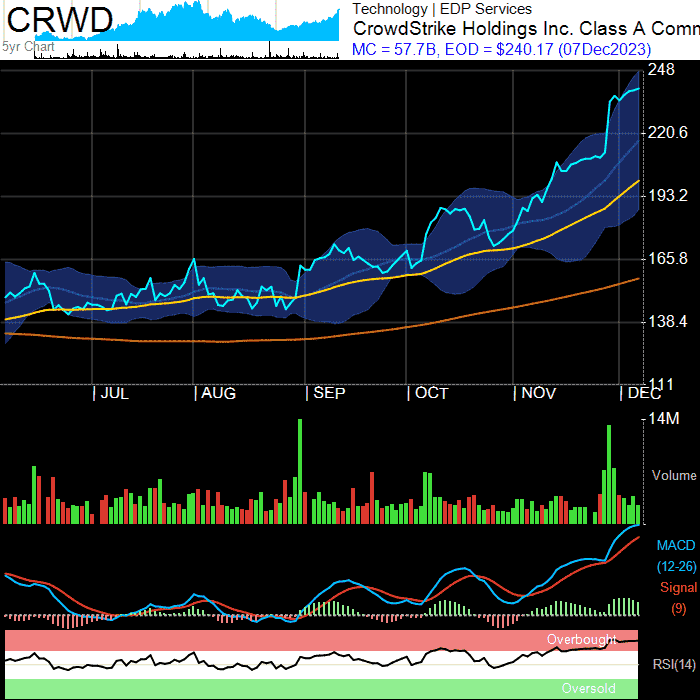 CRWD
5yr Chart
Technology | EDP Services
CrowdStrike Holdings Inc. Class A Comm
MC = 57.7B, EOD = $240.17 (07Dec2023)
248
220.6
193.2
165.8
138.4
111
JUL
AUG
SEP
OCT
NOV
DEC
14M
Volume
MACD
(12-26)
Signal
(9)
Overbought
RSI(14)
Oversold